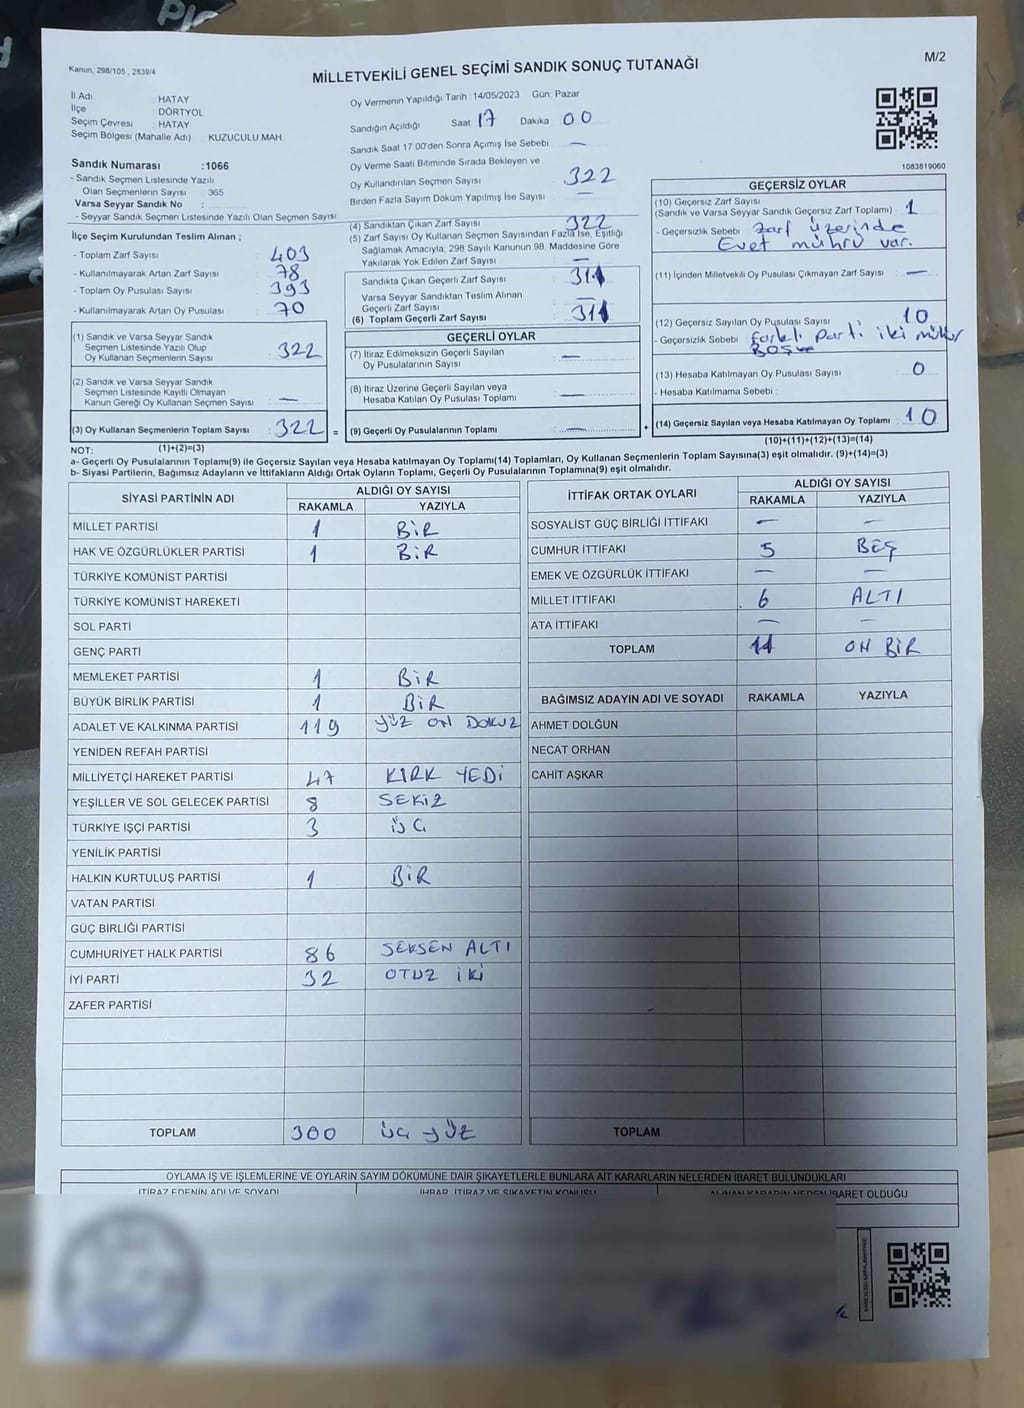 Kanun, 298/105 , 2839/4
MİLLETVEKİLİ GENEL SEÇİMİ SANDIK SONUÇ TUTANAĞI
M/2
İl Adı HATAY
İlçe DÖRTYOL
Seçim Çevresi HATAY
Seçim Bölgesi (Mahalle Adı) : KUZUCULU MAH.
Sandık Numarası :1066
- Sandık Seçmen Listesinde Yazılı
Olan Seçmenlerin Sayısı : 365
Varsa Seyyar Sandık No :
- Seyyar Sandık Seçmen Listesinde Yazılı Olan Seçmen Sayısı :
Oy Vermenin Yapıldığı Tarih :14/05/2023 Gün: Pazar
Sandığın Açıldığı Saat 17 Dakika 00
Sandık Saat 17 00'den Sonra Açımış İse Sebebi : —
Oy Verme Saati Bitiminde Sırada Bekleyen ve
Oy Kullandırılan Seçmen Sayısı : 322
Birden Fazla Sayım Döküm Yapılmış İse Sayısı : —
1083819060
İlçe Seçim Kurulundan Teslim Alınan ;
- Toplam Zarf Sayısı : 403
- Kullanılmayarak Artan Zarf Sayısı : 78
- Toplam Oy Pusulası Sayısı : 393
- Kullanılmayarak Artan Oy Pusulası : 70
(1) Sandık ve Varsa Seyyar Sandık
Seçmen Listesinde Yazılı Olup
Oy Kullanan Seçmenlerin Sayısı : 322
(2) Sandık ve Varsa Seyyar Sandık
Seçmen Listesinde Kayıtlı Olmayan
Kanun Gereği Oy Kullanan Seçmen Sayısı : —
(3) Oy Kullanan Seçmenlerin Toplam Sayısı : 322 =
(1)+(2)=(3)
(4) Sandıktan Çıkan Zarf Sayısı : 322
(5) Zarf Sayısı Oy Kullanan Seçmen Sayısından Fazla İse, Eşitliği
Sağlamak Amacıyla; 298 Sayılı Kanunun 98. Maddesine Göre
Yakılarak Yok Edilen Zarf Sayısı : —
Sandıkta Çıkan Geçerli Zarf Sayısı : 311
Varsa Seyyar Sandıktan Teslim Alınan
Geçerli Zarf Sayısı : —
(6) Toplam Geçerli Zarf Sayısı : 311
GEÇERLİ OYLAR
(7) İtiraz Edilmeksizin Geçerli Sayılan
Oy Pusulalarının Sayısı : —
(8) İtiraz Üzerine Geçerli Sayılan veya
Hesaba Katılan Oy Pusulası Toplamı : —
(9) Geçerli Oy Pusulalarının Toplamı : — +
GEÇERSİZ OYLAR
(10) Geçersiz Zarf Sayısı
(Sandık ve Varsa Seyyar Sandık Geçersiz Zarf Toplamı) : 1
- Geçersizlik Sebebi : Zarf üzerinde
Evet mührü var.
(11) İçinden Milletvekili Oy Pusulası Çıkmayan Zarf Sayısı : —
(12) Geçersiz Sayılan Oy Pusulası Sayısı : 10
- Geçersizlik Sebebi : farklı parti iki mühür
BOŞ
(13) Hesaba Katılmayan Oy Pusulası Sayısı : 0
- Hesaba Katılmama Sebebi :
(14) Geçersiz Sayılan veya Hesaba Katılmayan Oy Toplamı : 10
(10)+(11)+(12)+(13)=(14)
NOT:
a- Geçerli Oy Pusulalarının Toplamı(9) ile Geçersiz Sayılan veya Hesaba katılmayan Oy Toplamı(14) Toplamları, Oy Kullanan Seçmenlerin Toplam Sayısına(3) eşit olmalıdır. (9)+(14)=(3)
b- Siyasi Partilerin, Bağımsız Adayların ve İttifakların Aldığı Ortak Oyların Toplamı, Geçerli Oy Pusulalarının Toplamına(9) eşit olmalıdır.
SİYASİ PARTİNİN ADI ALDIĞI OY SAYISI
RAKAMLA YAZIYLA
MİLLET PARTİSİ 1 BİR
HAK VE ÖZGÜRLÜKLER PARTİSİ 1 BİR
TÜRKİYE KOMÜNİST PARTİSİ
TÜRKİYE KOMÜNİST HAREKETİ
SOL PARTİ
GENÇ PARTİ
MEMLEKET PARTİSİ 1 BİR
BÜYÜK BİRLİK PARTİSİ 1 BİR
ADALET VE KALKINMA PARTİSİ 119 YÜZ ON DOKUZ
YENİDEN REFAH PARTİSİ
MİLLİYETÇİ HAREKET PARTİSİ 47 KIRK YEDİ
YEŞİLLER VE SOL GELECEK PARTİSİ 8 SEKİZ
TÜRKİYE İŞÇİ PARTİSİ 3 ÜÇ
YENİLİK PARTİSİ
HALKIN KURTULUŞ PARTİSİ 1 BİR
VATAN PARTİSİ
GÜÇ BİRLİĞİ PARTİSİ
CUMHURİYET HALK PARTİSİ 86 SEKSEN ALTI
İYİ PARTİ 32 OTUZ İKİ
ZAFER PARTİSİ
TOPLAM 300 ÜÇ YÜZ
İTTİFAK ORTAK OYLARI ALDIĞI OY SAYISI
RAKAMLA YAZIYLA
SOSYALİST GÜÇ BİRLİĞİ İTTİFAKI — —
CUMHUR İTTİFAKI 5 BEŞ
EMEK VE ÖZGÜRLÜK İTTİFAKI — —
MİLLET İTTİFAKI 6 ALTI
ATA İTTİFAKI — —
TOPLAM 11 ON BİR
BAĞIMSIZ ADAYIN ADI VE SOYADI RAKAMLA YAZIYLA
AHMET DOLĞUN
NECAT ORHAN
CAHİT AŞKAR
TOPLAM
OYLAMA İŞ VE İŞLEMLERİNE VE OYLARIN SAYIM DÖKÜMÜNE DAİR ŞİKAYETLERLE BUNLARA AİT KARARLARIN NELERDEN İBARET BULUNDUKLARI
İTİRAZ EDENİN ADI VE SOYADI İHBAR, İTİRAZ VE ŞİKAYETİN KONUSU ALINAN KARARIN NEDEN İBARET OLDUĞU